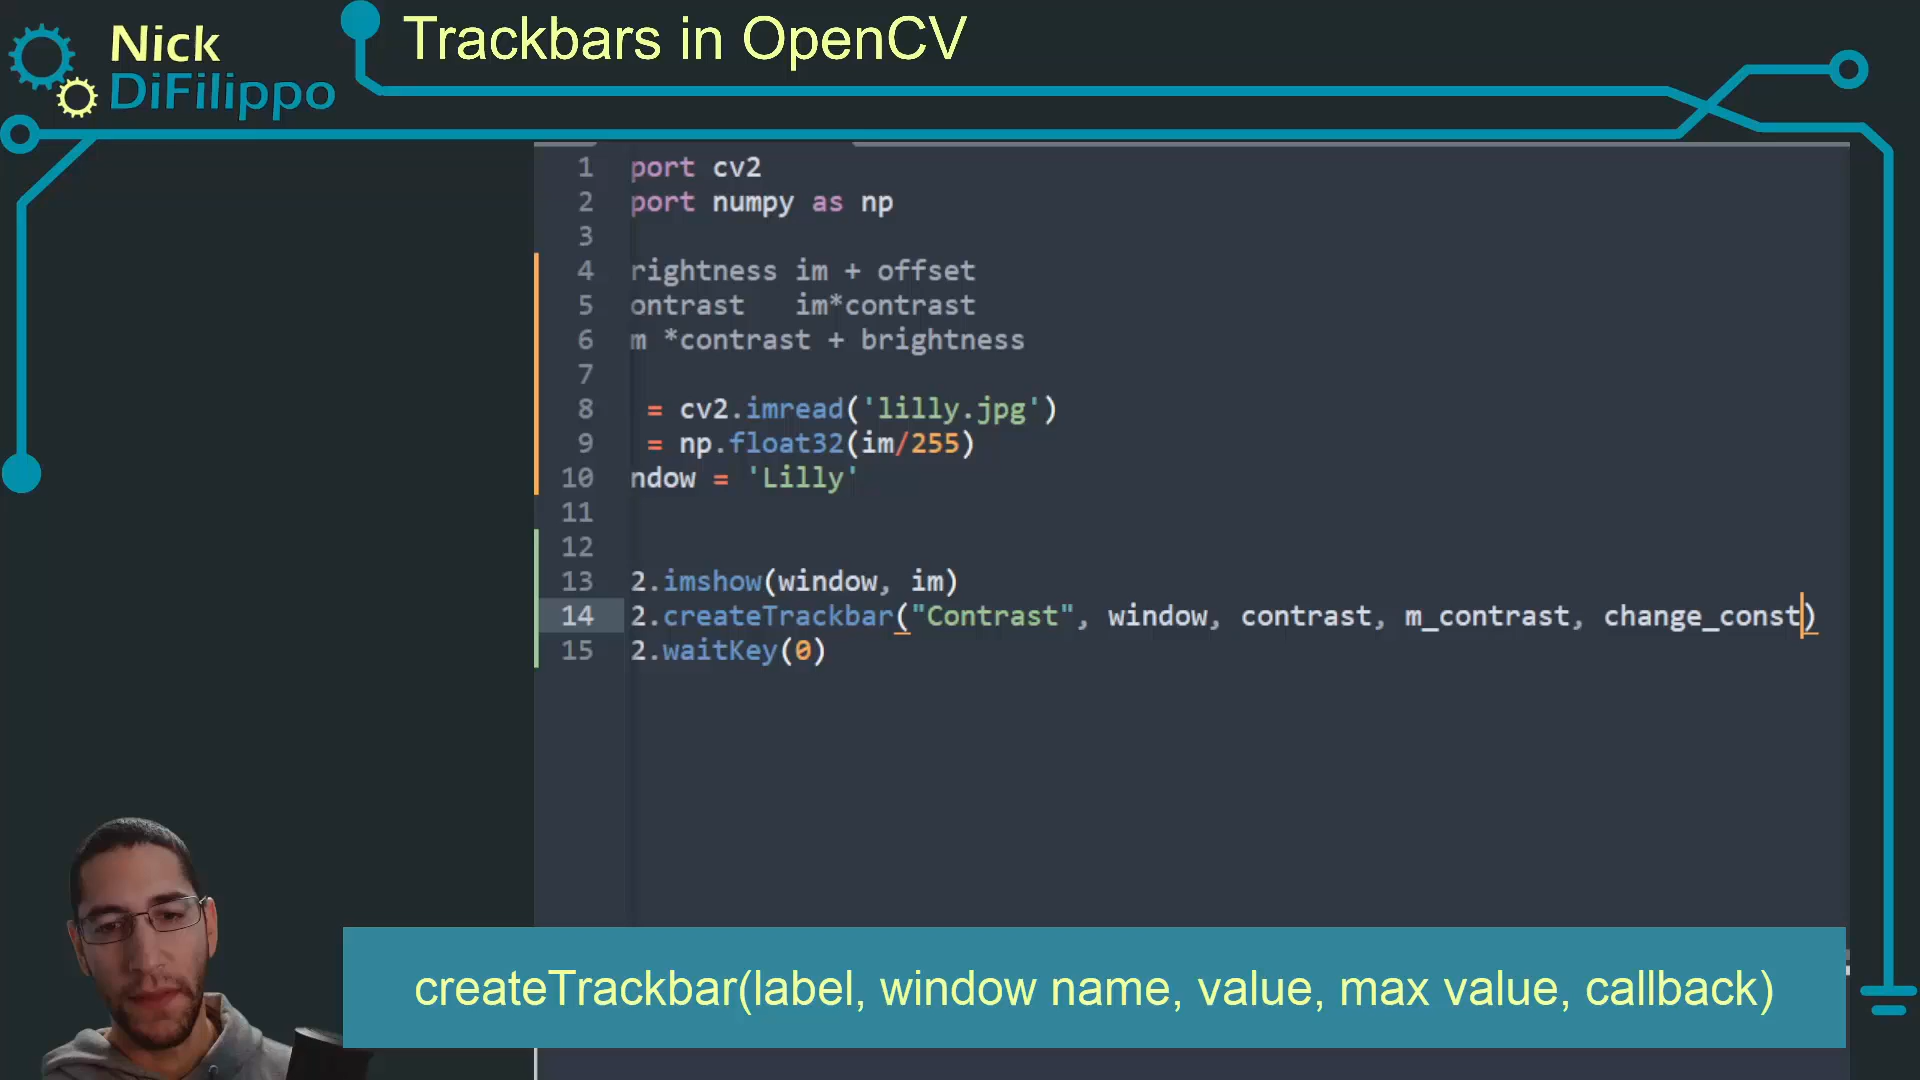 Nick
DiFilippo
Trackbars in OpenCV
1 port cv2
2 port numpy as np
3
4 rightness im + offset
5 ontrast   im*contrast
6 m *contrast + brightness
7
8 = cv2.imread('lilly.jpg')
9 = np.float32(im/255)
10 ndow = 'Lilly'
11
12
13 2.imshow(window, im)
14 2.createTrackbar("Contrast", window, contrast, m_contrast, change_const)
15 2.waitKey(0)
createTrackbar(label, window name, value, max value, callback)